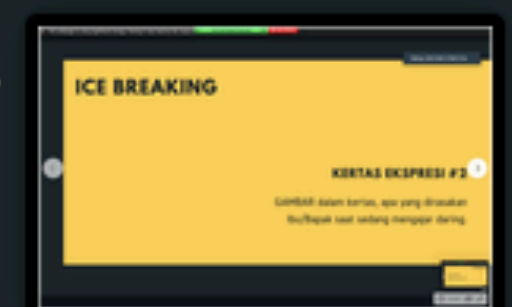 ICE BREAKING
KERTAS EKSPRESI #2
GAMBAR dalam kertas, apa yang dirasakan
Ibu/Bapak saat sedang mengajar daring.